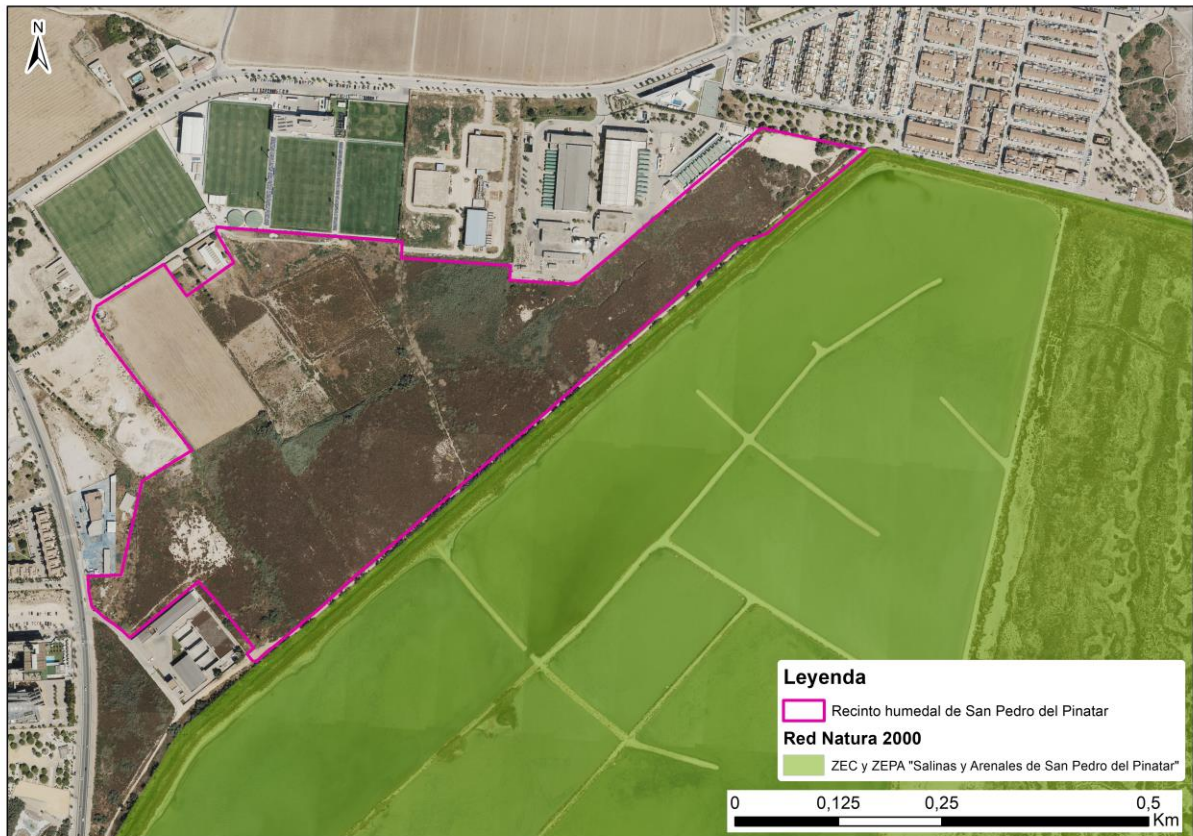 N
Leyenda
Recinto humedal de San Pedro del Pinatar
Red Natura 2000
ZEC y ZEPA "Salinas y Arenales de San Pedro del Pinatar"
0 0,125 0,25 0,5
Km